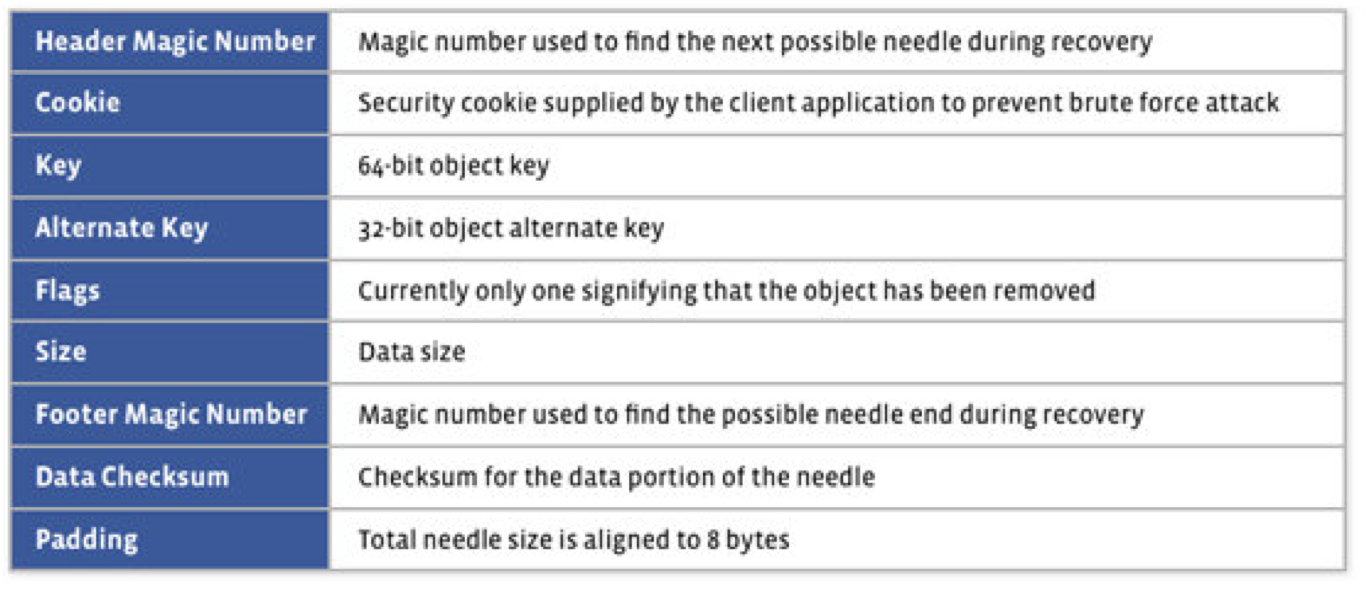 Header Magic Number Magic number used to find the next possible needle during recovery
Cookie Security cookie supplied by the client application to prevent brute force attack
Key 64-bit object key
Alternate Key 32-bit object alternate key
Flags Currently only one signifying that the object has been removed
Size Data size
Footer Magic Number Magic number used to find the possible needle end during recovery
Data Checksum Checksum for the data portion of the needle
Padding Total needle size is aligned to 8 bytes